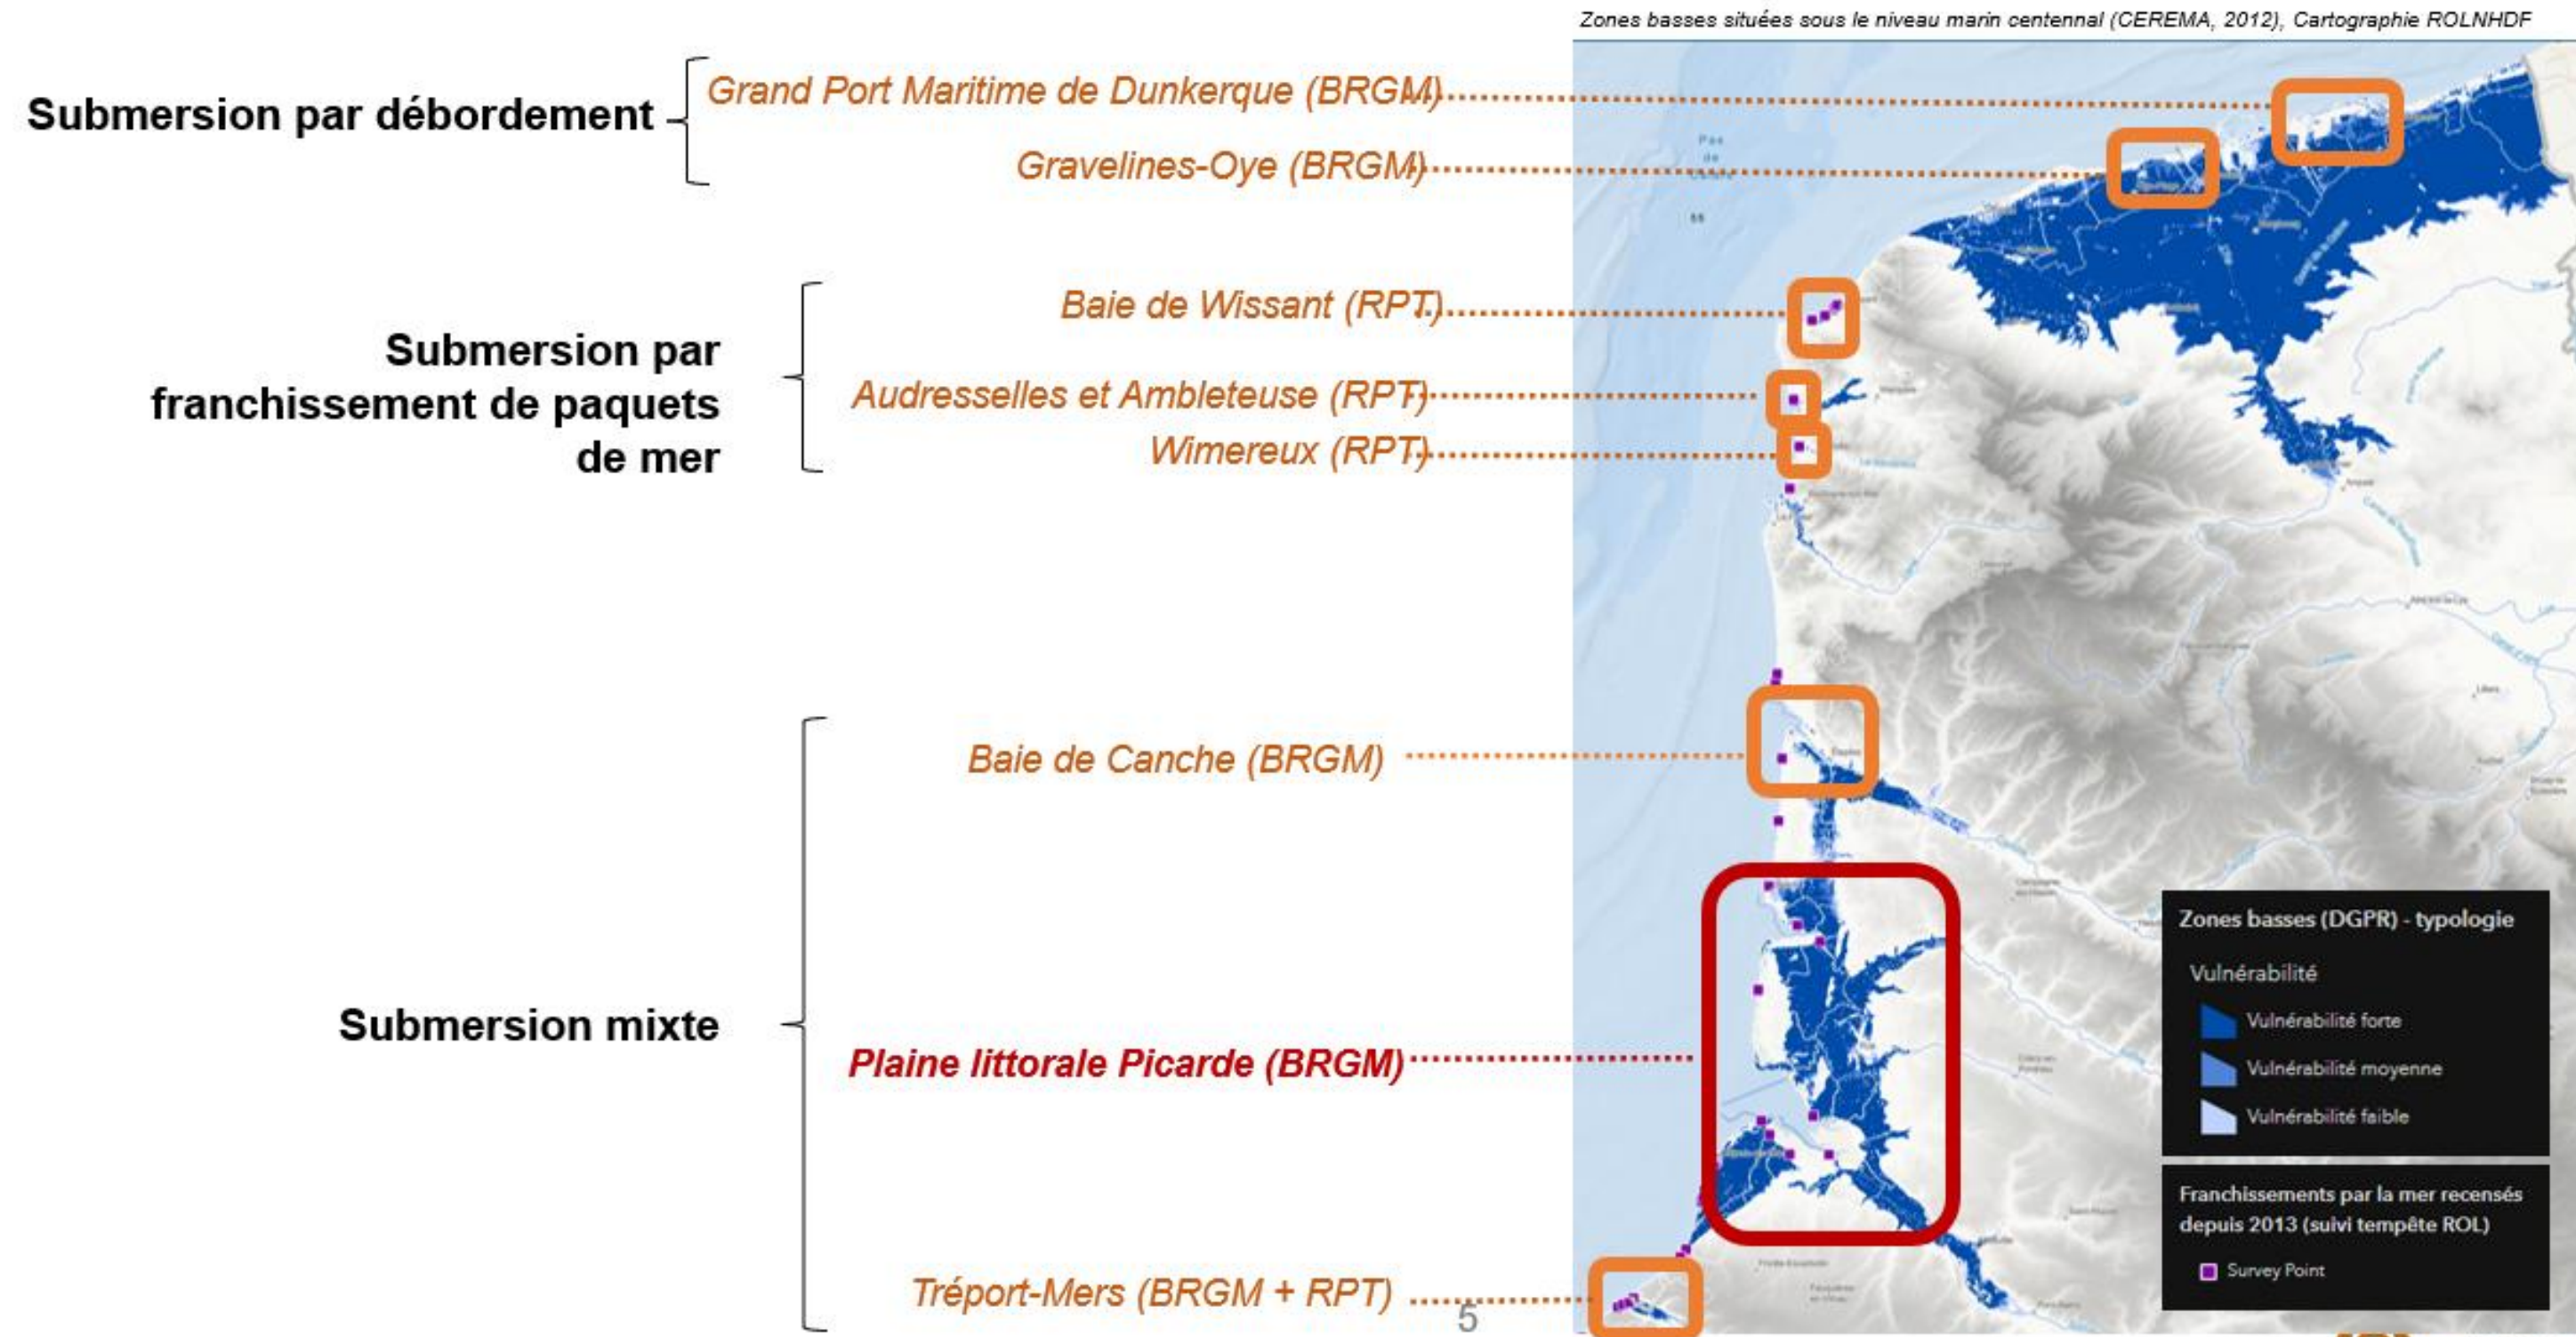 Zones basses situées sous le niveau marin centennal (CEREMA, 2012), Cartographie ROLNHDF
Submersion par débordement
Grand Port Maritime de Dunkerque (BRGM)
Gravelines-Oye (BRGM)
Submersion par
franchissement de paquets
de mer
Baie de Wissant (RPT)
Audresselles et Ambleteuse (RPT)
Wimereux (RPT)
Submersion mixte
Baie de Canche (BRGM)
Plaine littorale Picarde (BRGM)
Tréport-Mers (BRGM + RPT)
5
Pas
de
Zones basses (DGPR) - typologie
Vulnérabilité
Vulnérabilité forte
Vulnérabilité moyenne
Vulnérabilité faible
Franchissements par la mer recensés
depuis 2013 (suivi tempête ROL)
Survey Point